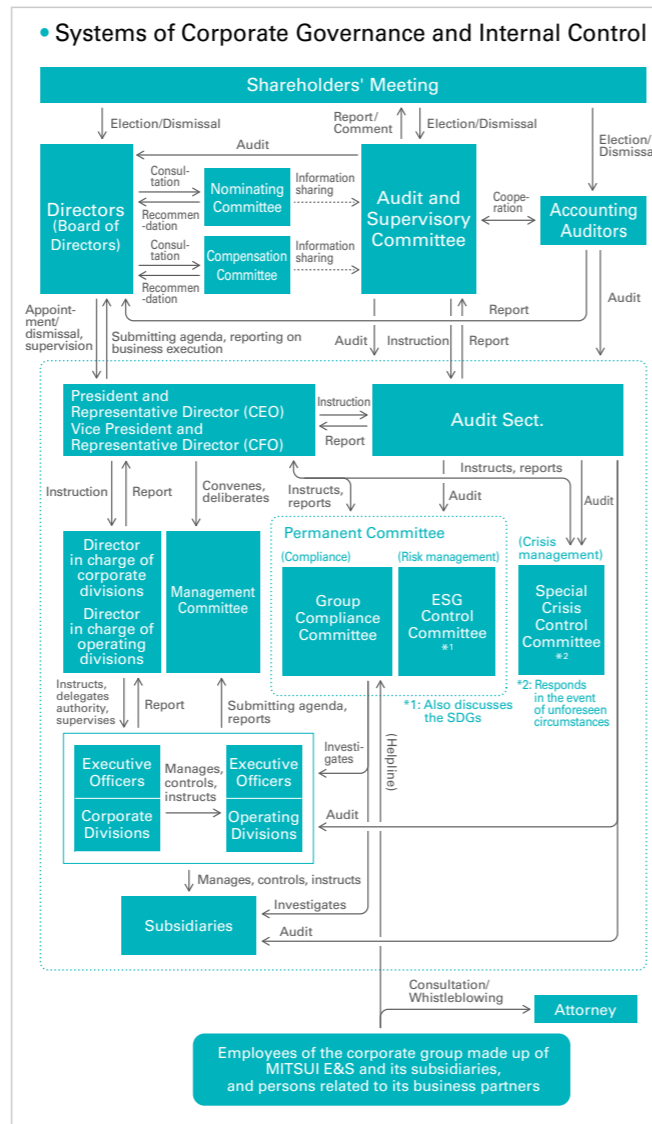 • Systems of Corporate Governance and Internal Control
Shareholders' Meeting
Election/Dismissal
Report/
Comment
Election/Dismissal
Election/
Dismissal
Audit
Directors
(Board of
Directors)
Consul-
tation
Recommen-
-dation
Nominating
Committee
Information
sharing
Consul-
tation
Recommen-
-dation
Compensation
Committee
Information
sharing
Audit and
Supervisory
Committee
Coope-
ration
Accounting
Auditors
Report
Appoint-
ment/
dismissal,
supervision
Submitting agenda, reporting on
business execution
Audit
Instruction
Report
Audit
President and
Representative Director (CEO)
Vice President and
Representative Director (CFO)
Instruction
Report
Audit Sect.
Instruction
Report
Convenes,
deliberates
Instructs,
reports
Audit
Instructs, reports
Audit
Director
in charge of
corporate
divisions
Director
in charge of
operating
divisions
Management
Committee
Permanent Committee
(Compliance)
(Risk management)
Group
Compliance
Committee
ESG
Control
Committee
*1
(Crisis
management)
Special
Crisis
Control
Committee
*2
*1: Also discusses
the SDGs
*2: Responds
in the event
of unforeseen
circumstances
Instructs,
delegates
authority,
supervises
Report
Submitting agenda,
reports
Executive
Officers
Corporate
Divisions
Manages,
controls,
instructs
Executive
Officers
Operating
Divisions
Investi-
gates
(Helpline)
Audit
Manages, controls, instructs
Subsidiaries
Investigates
Audit
Consultation/
Whistleblowing
Attorney
Employees of the corporate group made up of
MITSUI E&S and its subsidiaries,
and persons related to its business partners